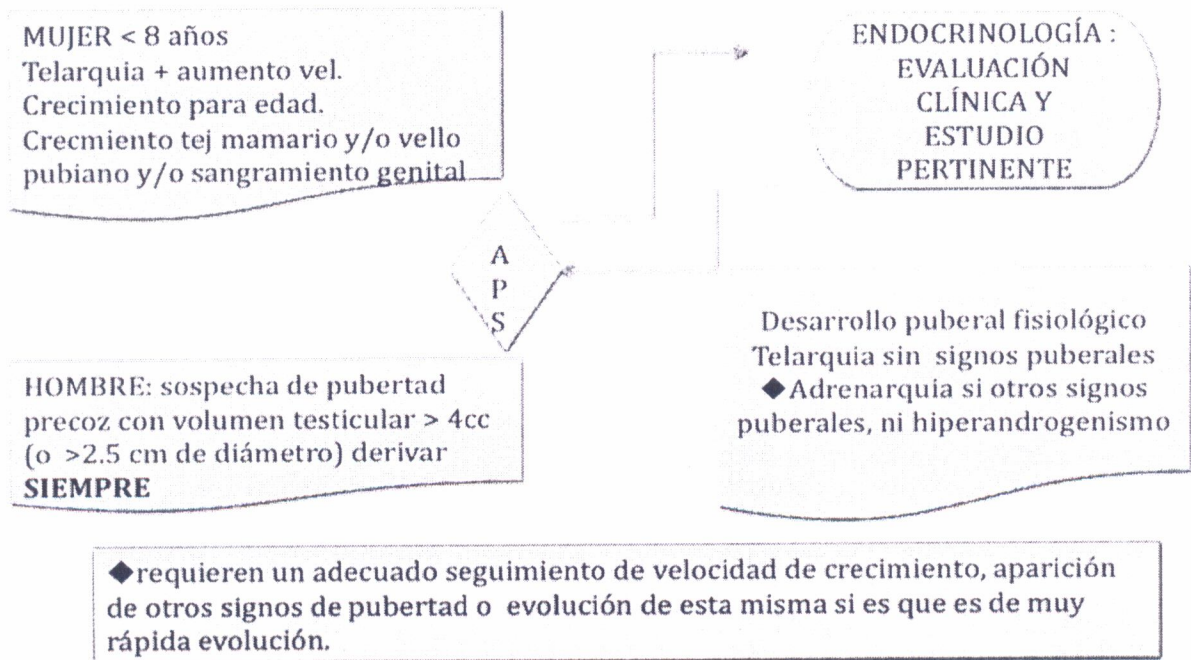 MUJER < 8 años
Telarquia + aumento vel.
Crecimiento para edad.
Crecmiento tej mamario y/o vello
pubiano y/o sangramiento genital
ENDOCRINOLOGÍA :
EVALUACIÓN
CLÍNICA Y
ESTUDIO
PERTINENTE
A
P
S
HOMBRE: sospecha de pubertad
precoz con volumen testicular > 4cc
(o >2.5 cm de diámetro) derivar
SIEMPRE
Desarrollo puberal fisiológico
Telarquia sin signos puberales
◆Adrenarquia si otros signos
puberales, ni hiperandrogenismo
◆requieren un adecuado seguimiento de velocidad de crecimiento, aparición
de otros signos de pubertad o evolución de esta misma si es que es de muy
rápida evolución.